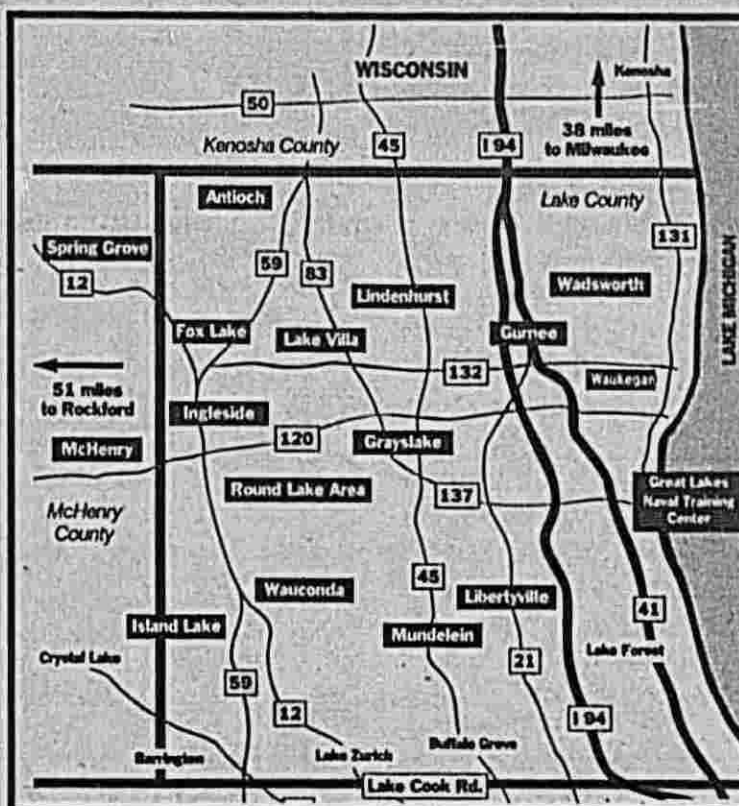 WISCONSIN
Kenosha
50
38 miles
to Milwaukee
Kenosha County
45
I 94
Antioch
Lake County
131
Spring Grove
59
83
12
Wadsworth
Lindenhurst
LAKE MICHIGAN
Fox Lake
Lake Villa
Gurnee
51 miles
to Rockford
132
Waukegan
Ingleside
McHenry
120
Grayslake
Round Lake Area
137
Great Lakes
Naval Training
Center
McHenry
County
45
Wauconda
Libertyville
41
Island Lake
Mundelein
Crystal Lake
21
Lake Forest
59
12
I 94
Barrington
Lake Zurich
Buffalo Grove
Lake Cook Rd.